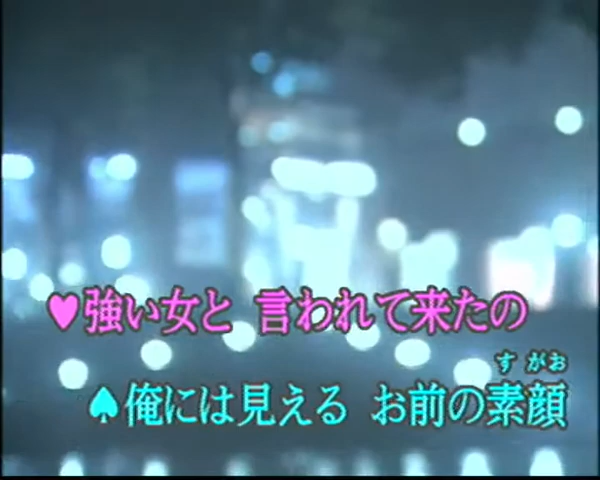 ♥強い女と 言われて来たの
すがお
♠俺には見える お前の素顔